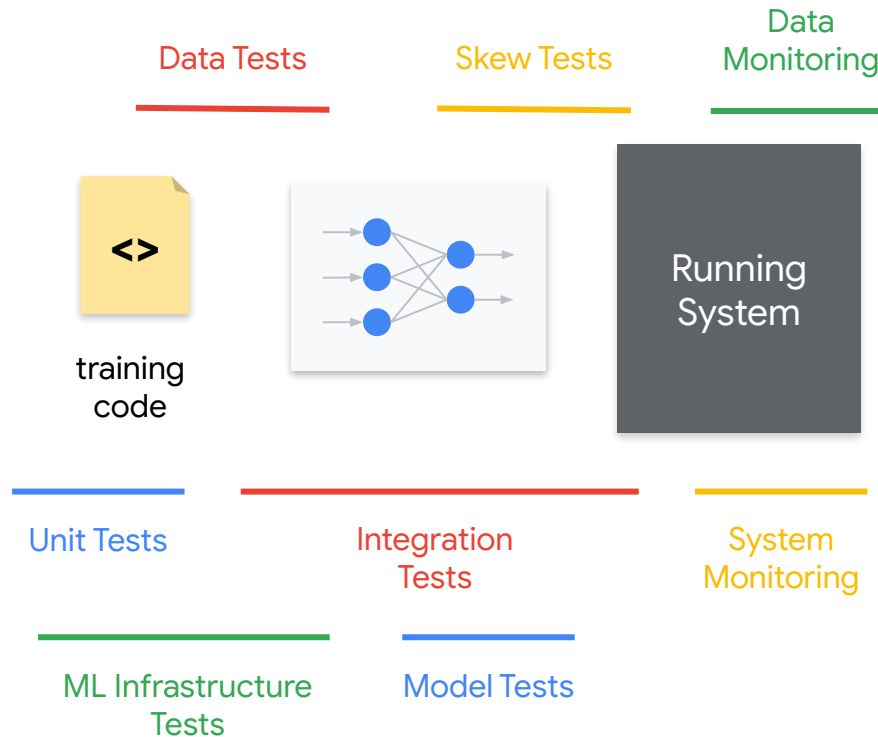 Data Tests
Skew Tests
Data
Monitoring
<>
training
code
Running
System
Unit Tests
Integration
Tests
System
Monitoring
ML Infrastructure
Tests
Model Tests